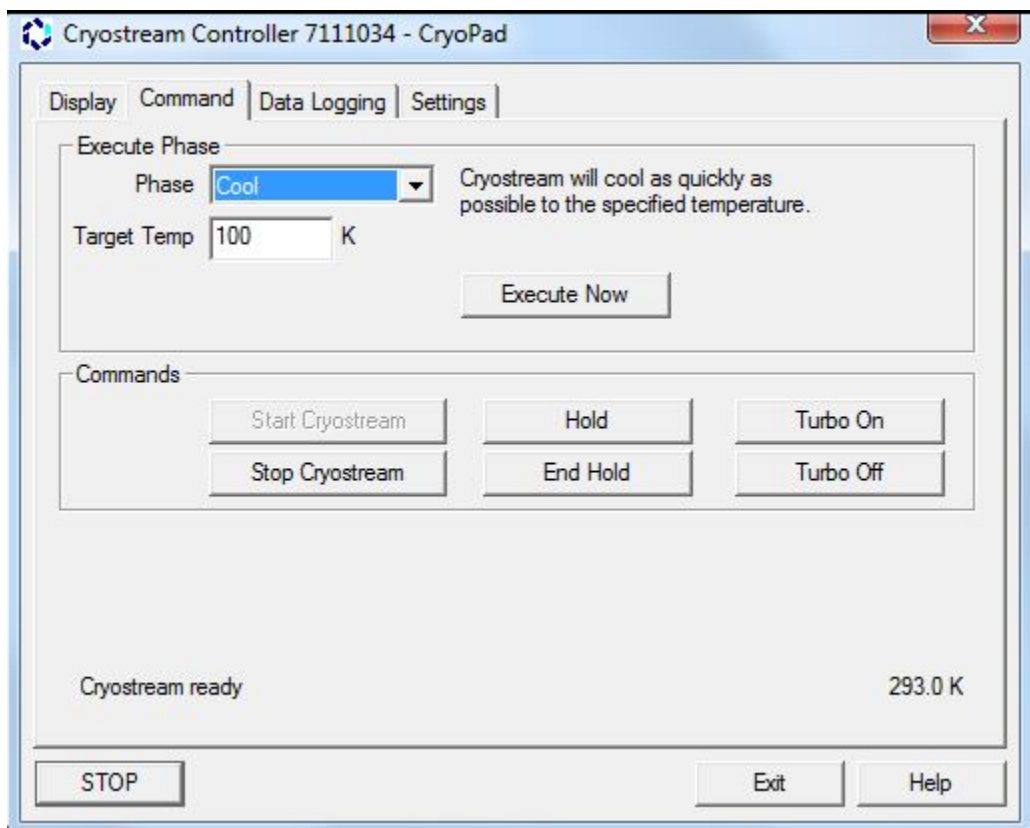 Cryostream Controller 7111034 - CryoPad
X
Display Command Data Logging Settings
Execute Phase
Phase Cool
Cryostream will cool as quickly as
possible to the specified temperature.
Target Temp 100 K
Execute Now
Commands
Start Cryostream Hold Turbo On
Stop Cryostream End Hold Turbo Off
Cryostream ready 293.0 K
STOP Exit Help